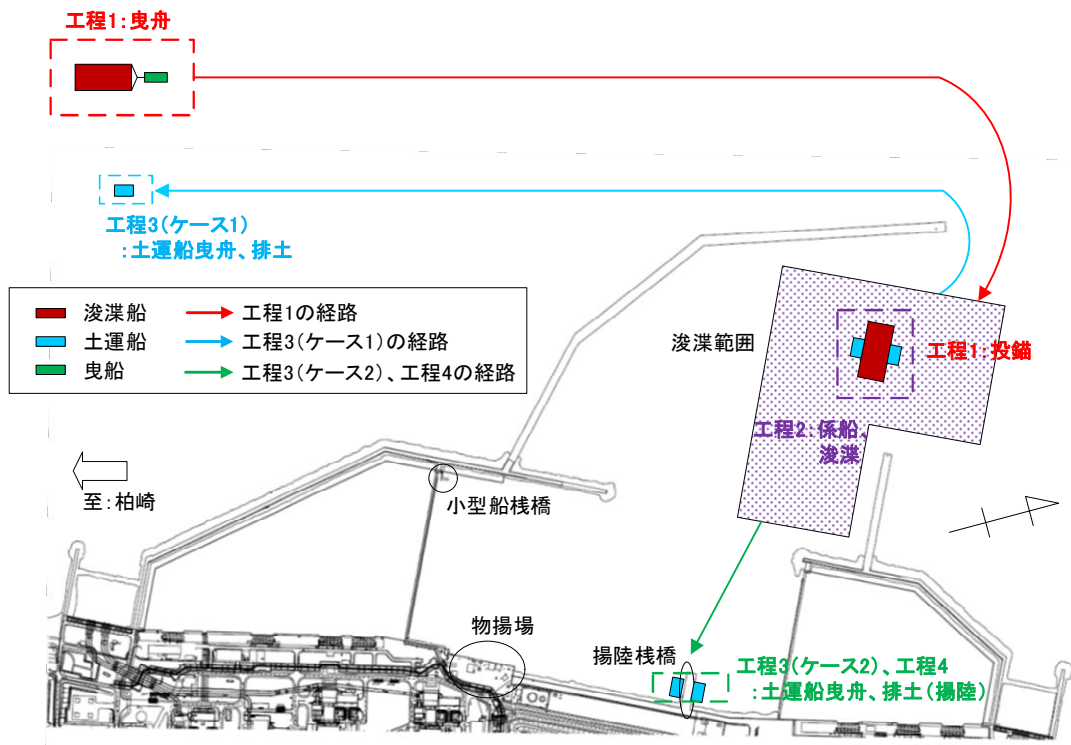 工程1:曳舟
工程3(ケース1)
:土運船曳舟、排土
浚渫船
工程1の経路
土運船
工程3(ケース1)の経路
曳船
工程3(ケース2)、工程4の経路
浚渫範囲
工程1:投錨
工程2:係船、
浚渫
至:柏崎
小型船桟橋
物揚場
揚陸桟橋
工程3(ケース2)、工程4
:土運船曳舟、排土(揚陸)